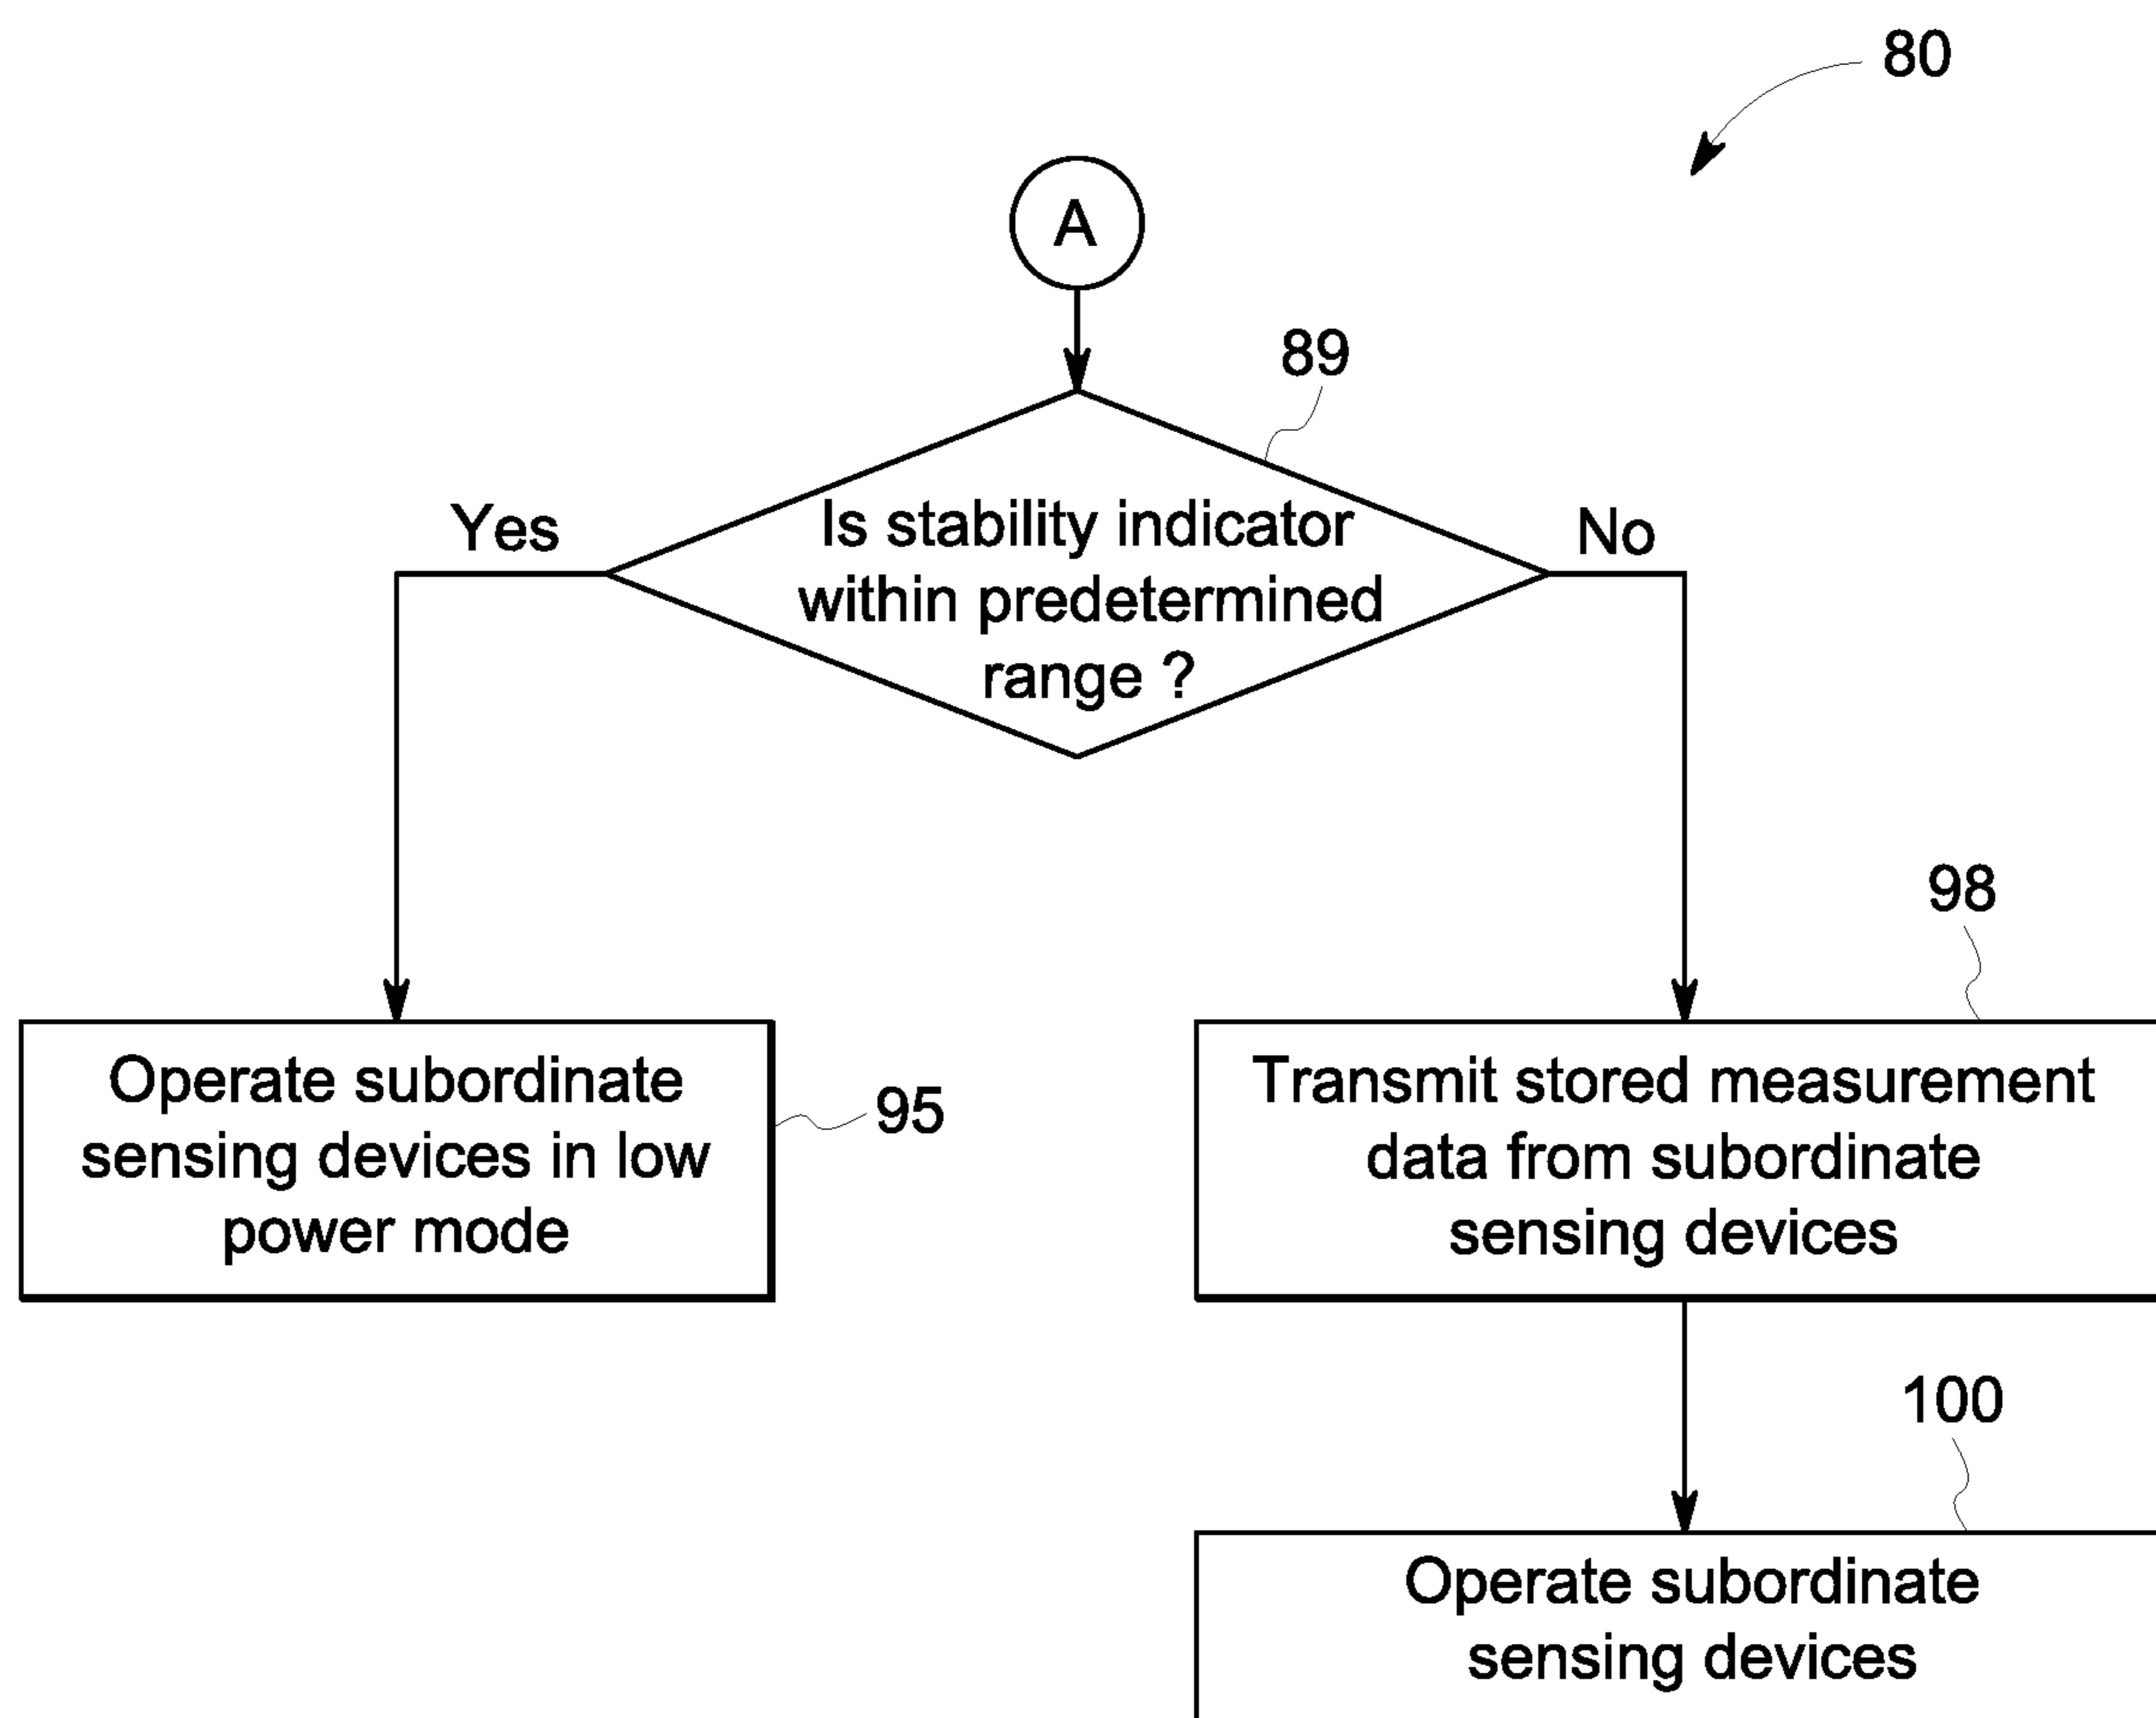 80
A
89
Is stability indicator
within predetermined
range ?
Yes
No
98
Operate subordinate
sensing devices in low
power mode
95
Transmit stored measurement
data from subordinate
sensing devices
100
Operate subordinate
sensing devices